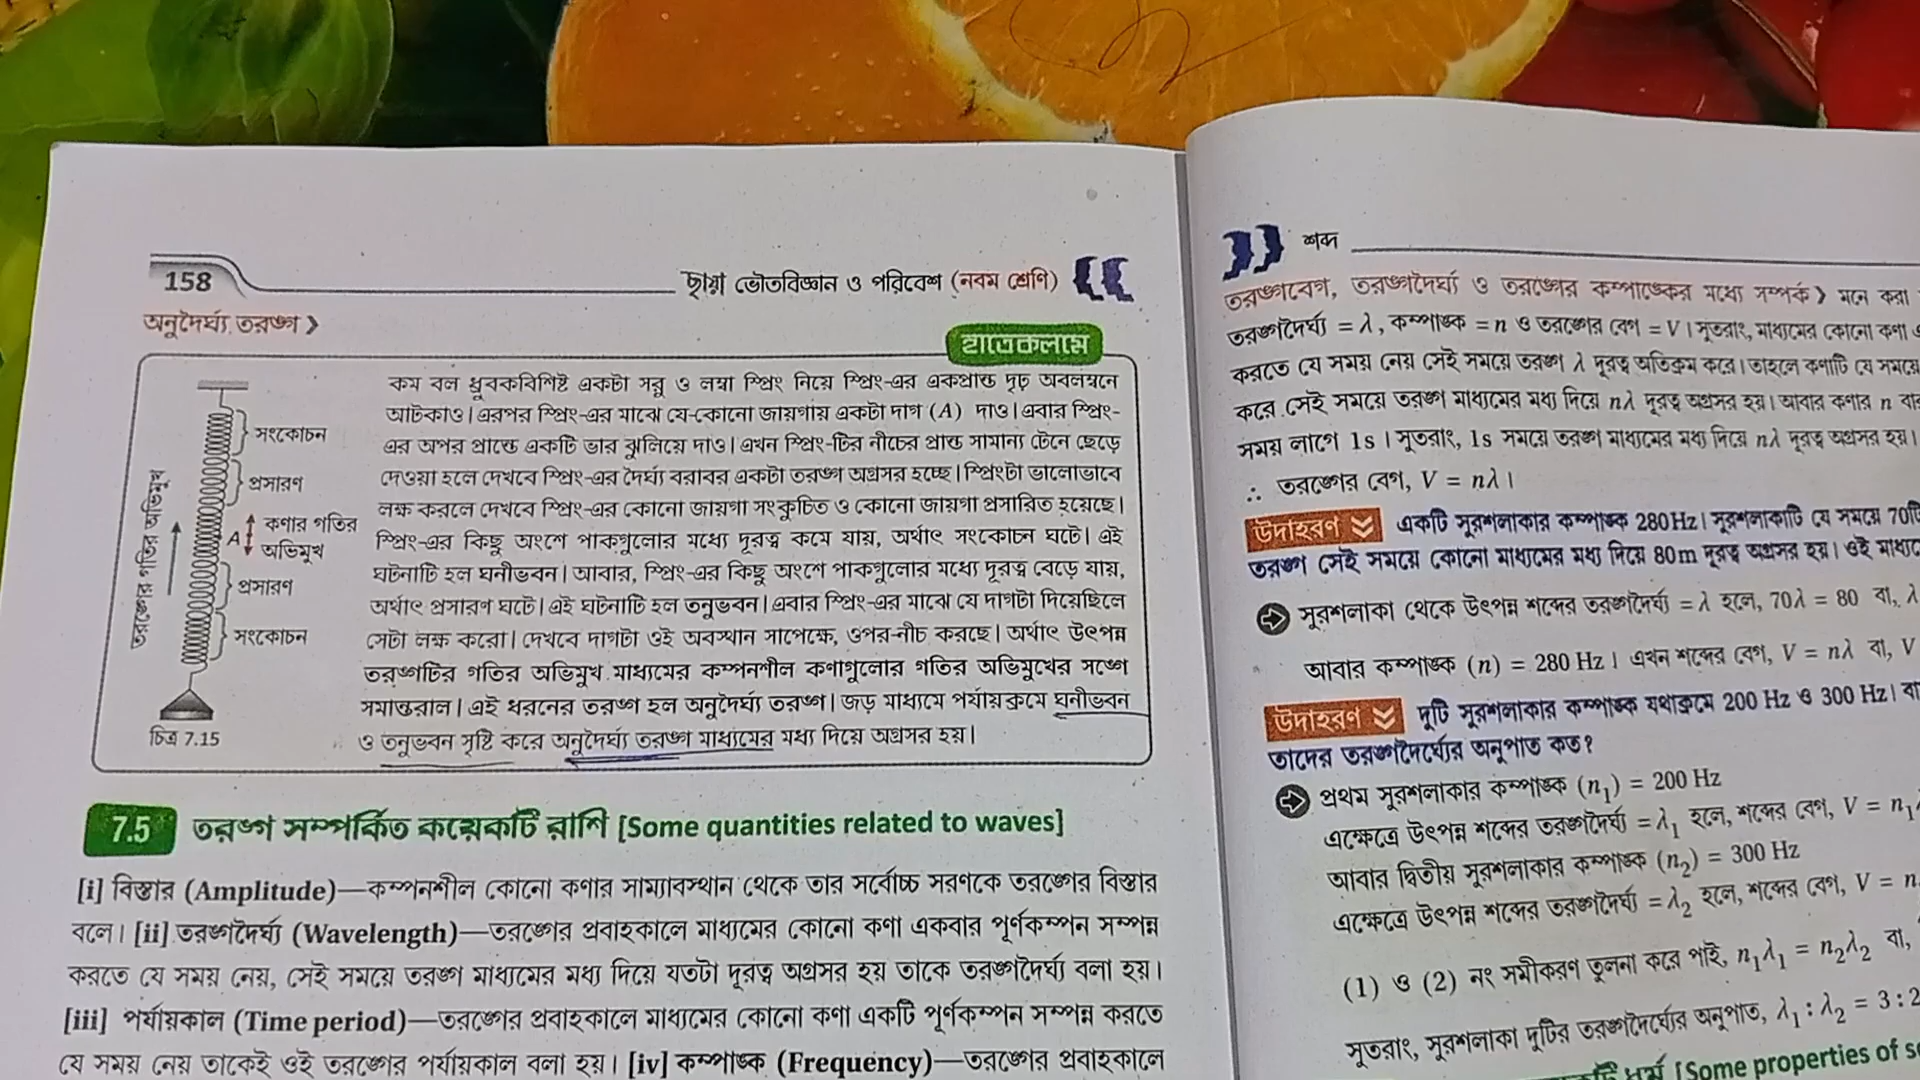 158
ছায়া ভৌতবিজ্ঞান ও পরিবেশ (নবম শ্রেণি)
অনুদৈর্ঘ্য তরঙ্গ
হাতেকলমে
কম বল ধ্রুবকবিশিষ্ট একটা সরু ও লম্বা স্প্রিং নিয়ে স্প্রিং-এর একপ্রান্ত দৃঢ় অবলম্বনে
আটকাও। এরপর স্প্রিং-এর মাঝে যে-কোনো জায়গায় একটা দাগ (A) দাও। এবার স্প্রিং-
এর অপর প্রান্তে একটি ভার ঝুলিয়ে দাও। এখন স্প্রিং-টির নীচের প্রান্ত সামান্য টেনে ছেড়ে
দেওয়া হলে দেখবে স্প্রিং-এর দৈর্ঘ্য বরাবর একটা তরঙ্গ অগ্রসর হচ্ছে। স্প্রিংটা ভালোভাবে
লক্ষ করলে দেখবে স্প্রিং-এর কোনো জায়গা সংকুচিত ও কোনো জায়গা প্রসারিত হয়েছে।
স্প্রিং-এর কিছু অংশে পাকগুলোর মধ্যে দূরত্ব কমে যায়, অর্থাৎ সংকোচন ঘটে। এই
ঘটনাটি হল ঘনীভবন। আবার, স্প্রিং-এর কিছু অংশে পাকগুলোর মধ্যে দূরত্ব বেড়ে যায়,
অর্থাৎ প্রসারণ ঘটে। এই ঘটনাটি হল তনুভবন। এবার স্প্রিং-এর মাঝে যে দাগটা দিয়েছিলে
সেটা লক্ষ করো। দেখবে দাগটা ওই অবস্থান সাপেক্ষে, ওপর-নীচ করছে। অর্থাৎ উৎপন্ন
তরঙ্গটির গতির অভিমুখ মাধ্যমের কম্পনশীল কণাগুলোর গতির অভিমুখের সঙ্গে
সমান্তরাল। এই ধরনের তরঙ্গ হল অনুদৈর্ঘ্য তরঙ্গ। জড় মাধ্যমে পর্যায়ক্রমে ঘনীভবন
ও তনুভবন সৃষ্টি করে অনুদৈর্ঘ্য তরঙ্গ মাধ্যমের মধ্য দিয়ে অগ্রসর হয়।
তরঙ্গের গতির অভিমুখ
সংকোচন
প্রসারণ
A
কণার গতির
অভিমুখ
প্রসারণ
সংকোচন
চিত্র 7.15
7.5 তরঙ্গ সম্পর্কিত কয়েকটি রাশি [Some quantities related to waves]
[i] বিস্তার (Amplitude)—কম্পনশীল কোনো কণার সাম্যাবস্থান থেকে তার সর্বোচ্চ সরণকে তরঙ্গের বিস্তার
বলে। [ii] তরঙ্গদৈর্ঘ্য (Wavelength)—তরঙ্গের প্রবাহকালে মাধ্যমের কোনো কণা একবার পূর্ণকম্পন সম্পন্ন
করতে যে সময় নেয়, সেই সময়ে তরঙ্গ মাধ্যমের মধ্য দিয়ে যতটা দূরত্ব অগ্রসর হয় তাকে তরঙ্গদৈর্ঘ্য বলা হয়।
[iii] পর্যায়কাল (Time period)—তরঙ্গের প্রবাহকালে মাধ্যমের কোনো কণা একটি পূর্ণকম্পন সম্পন্ন করতে
যে সময় নেয় তাকেই ওই তরঙ্গের পর্যায়কাল বলা হয়। [iv] কম্পাঙ্ক (Frequency)—তরঙ্গের প্রবাহকালে
শব্দ
তরঙ্গবেগ, তরঙ্গদৈর্ঘ্য ও তরঙ্গের কম্পাঙ্কের মধ্যে সম্পর্ক মনে করা
তরঙ্গদৈর্ঘ্য = λ, কম্পাঙ্ক = n ও তরঙ্গের বেগ = V। সুতরাং, মাধ্যমের কোনো কণা
করতে যে সময় নেয় সেই সময়ে তরঙ্গ λ দূরত্ব অতিক্রম করে। তাহলে কণাটি যে সময়ে
করে সেই সময়ে তরঙ্গ মাধ্যমের মধ্য দিয়ে nλ দূরত্ব অগ্রসর হয়। আবার কণার n বার
সময় লাগে 1s। সুতরাং, 1s সময়ে তরঙ্গ মাধ্যমের মধ্য দিয়ে nλ দূরত্ব অগ্রসর হয়।
∴ তরঙ্গের বেগ, V = nλ।
উদাহরণ একটি সুরশলাকার কম্পাঙ্ক 280Hz। সুরশলাকাটি যে সময়ে 70টি
তরঙ্গ সেই সময়ে কোনো মাধ্যমের মধ্য দিয়ে 80m দূরত্ব অগ্রসর হয়। ওই
সুরশলাকা থেকে উৎপন্ন শব্দের তরঙ্গদৈর্ঘ্য = λ হলে, 70λ = 80 বা, λ
আবার কম্পাঙ্ক (n) = 280 Hz। এখন শব্দের বেগ, V = nλ বা, V
উদাহরণ দুটি সুরশলাকার কম্পাঙ্ক যথাক্রমে 200 Hz ও 300 Hz।
তাদের তরঙ্গদৈর্ঘ্যের অনুপাত কত?
প্রথম সুরশলাকার কম্পাঙ্ক (n₁) = 200 Hz
এক্ষেত্রে উৎপন্ন শব্দের তরঙ্গদৈর্ঘ্য = λ₁ হলে, শব্দের বেগ, V = n₁
আবার দ্বিতীয় সুরশলাকার কম্পাঙ্ক (n₂) = 300 Hz
এক্ষেত্রে উৎপন্ন শব্দের তরঙ্গদৈর্ঘ্য = λ₂ হলে, শব্দের বেগ, V = n
(1) ও (2) নং সমীকরণ তুলনা করে পাই, n₁λ₁ = n₂λ₂ বা,
সুতরাং, সুরশলাকা দুটির তরঙ্গদৈর্ঘ্যের অনুপাত, λ₁ : λ₂ = 3 : 2
ধর্ম [Some properties of